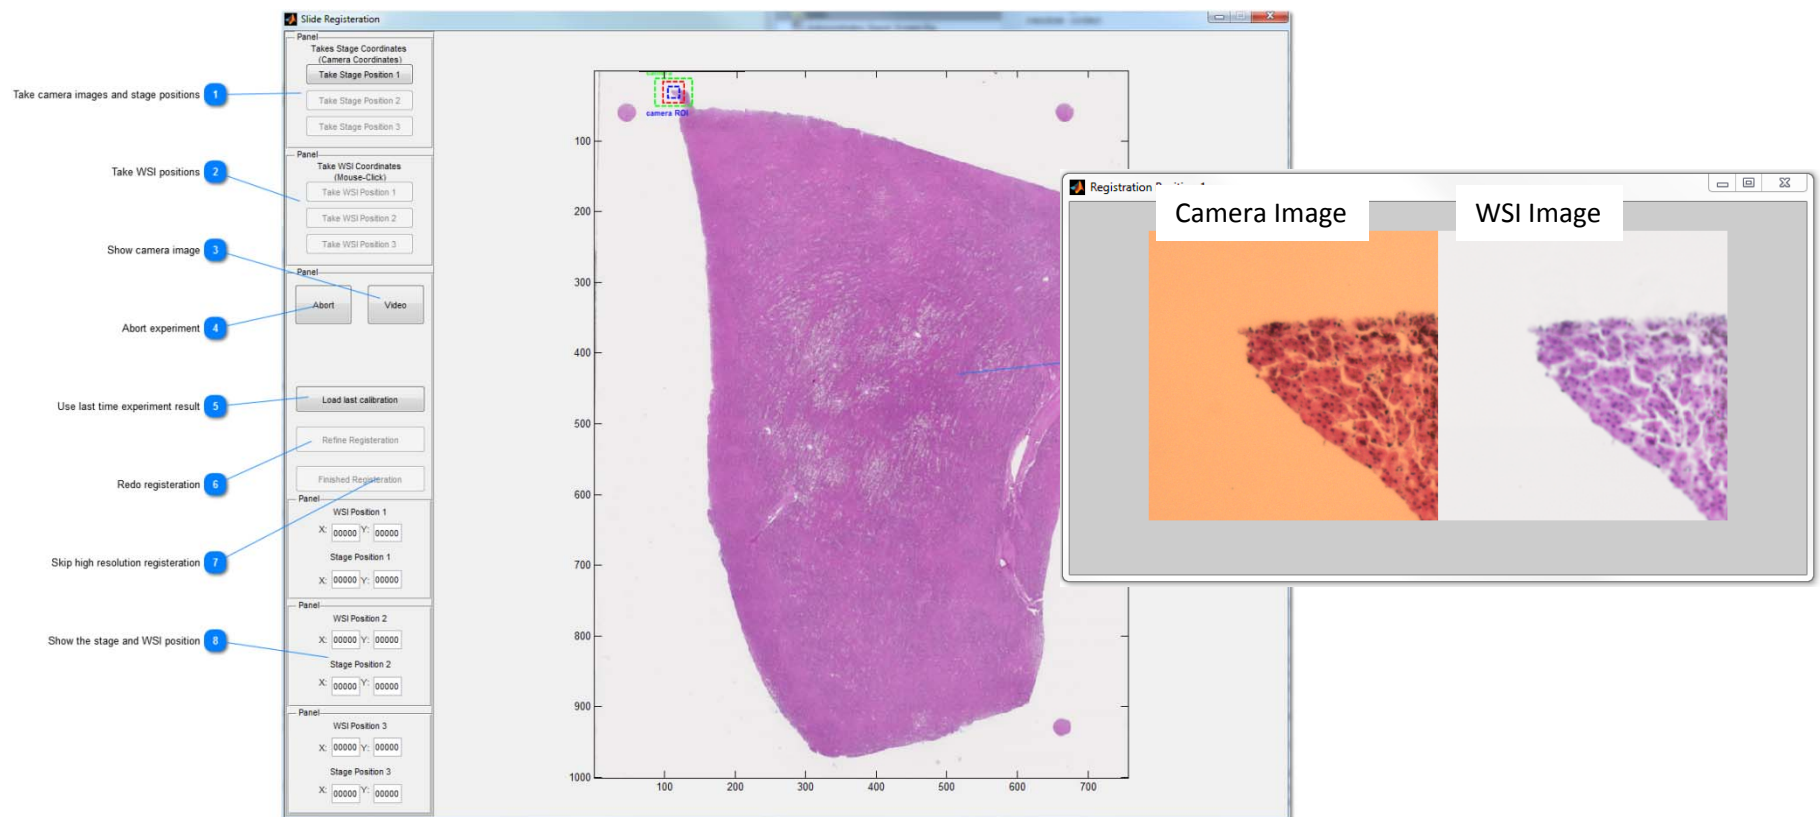 Slide Registeration
Take camera images and stage positions
1
Take WSI positions
2
Show camera image
3
Abort experiment
4
Use last time experiment result
5
Redo registeration
6
Skip high resolution registeration
7
Show the stage and WSI position
8
Panel
Takes Stage Coordinates
(Camera Coordinates)
Take Stage Position 1
Take Stage Position 2
Take Stage Position 3
Panel
Take WSI Coordinates
(Mouse-Click)
Take WSI Position 1
Take WSI Position 2
Take WSI Position 3
Panel
Abort
Video
Load last calibration
Refine Registeration
Finished Registeration
Panel
WSI Position 1
X: 00000 Y: 00000
Stage Position 1
X: 00000 Y: 00000
Panel
WSI Position 2
X: 00000 Y: 00000
Stage Position 2
X: 00000 Y: 00000
Panel
WSI Position 3
X: 00000 Y: 00000
Stage Position 3
X: 00000 Y: 00000
camera ROI
100
200
300
400
500
600
700
800
900
1000
100 200 300 400 500 600 700
Registration
Camera Image
WSI Image